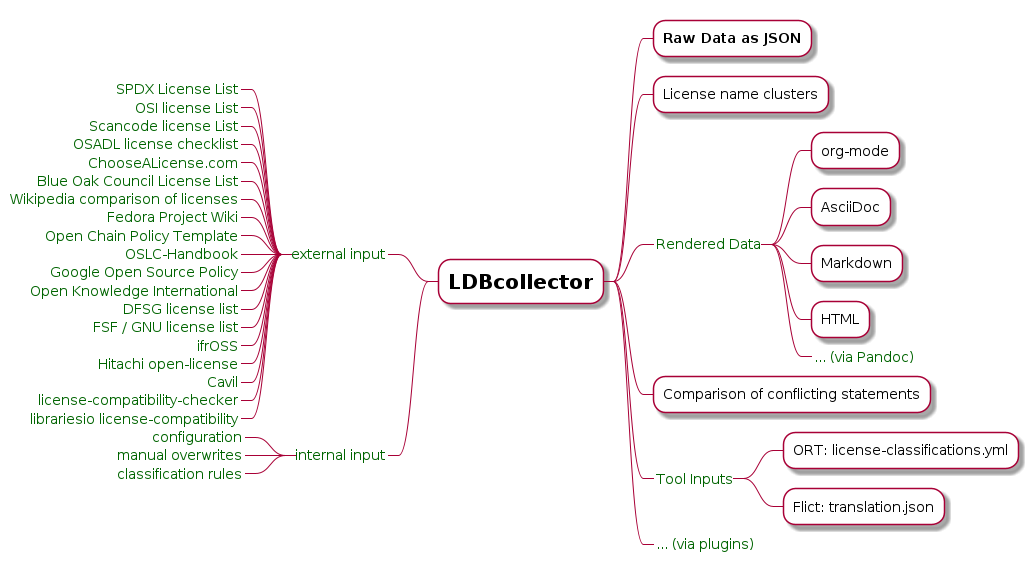 SPDX License List
OSI license List
Scancode license List
OSADL license checklist
ChooseALicense.com
Blue Oak Council License List
Wikipedia comparison of licenses
Fedora Project Wiki
Open Chain Policy Template
OSLC-Handbook
Google Open Source Policy
Open Knowledge International
DFSG license list
FSF / GNU license list
ifrOSS
Hitachi open-license
Cavil
license-compatibility-checker
librariesio license-compatibility
external input
configuration
manual overwrites
classification rules
internal input
LDBcollector
Raw Data as JSON
License name clusters
Rendered Data
org-mode
AsciiDoc
Markdown
HTML
... (via Pandoc)
Comparison of conflicting statements
Tool Inputs
ORT: license-classifications.yml
Flict: translation.json
... (via plugins)